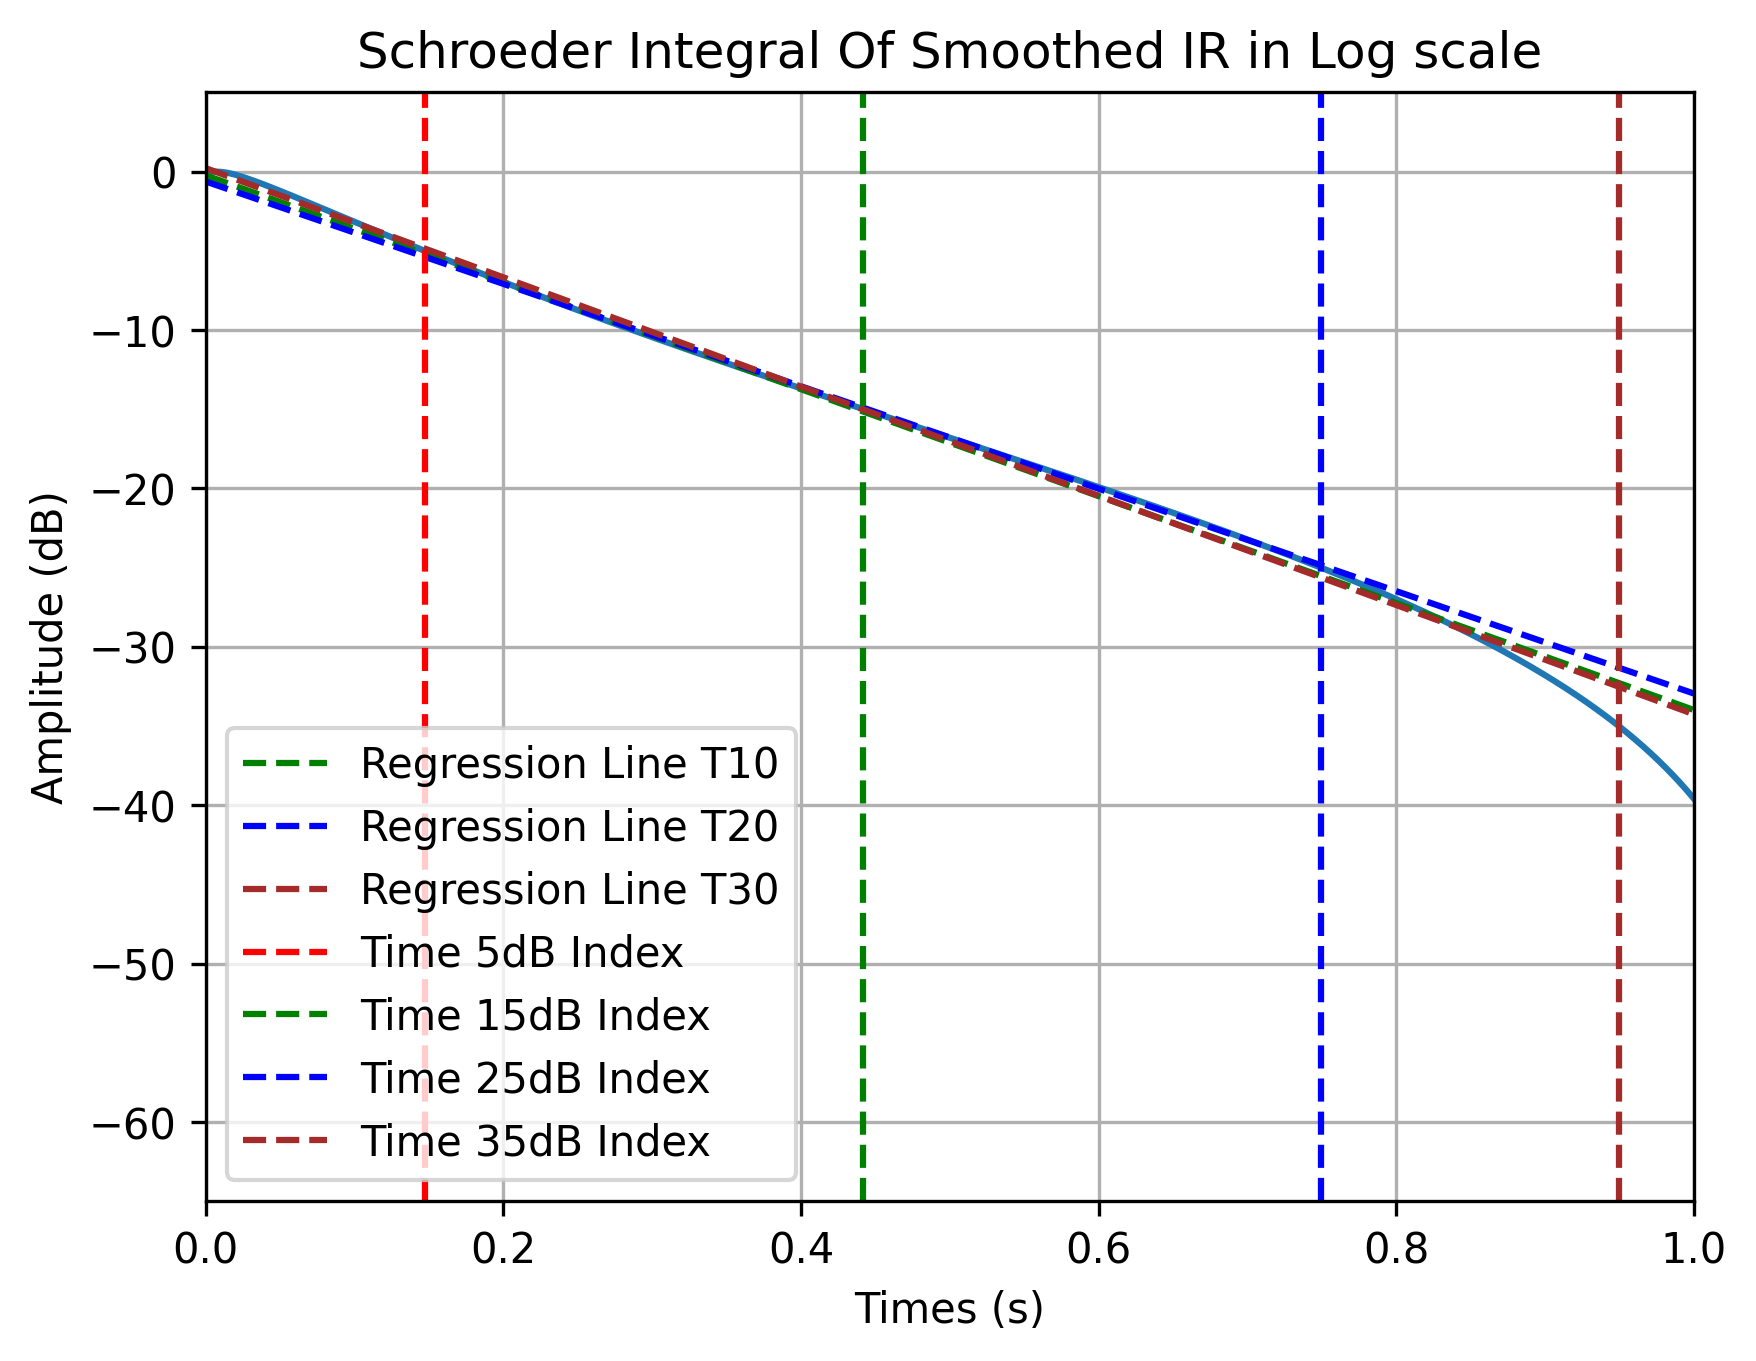 Schroeder Integral Of Smoothed IR in Log scale
0
−10
−20
−30
−40
−50
−60
Amplitude (dB)
Regression Line T10
Regression Line T20
Regression Line T30
Time 5dB Index
Time 15dB Index
Time 25dB Index
Time 35dB Index
0.0 0.2 0.4 0.6 0.8 1.0
Times (s)